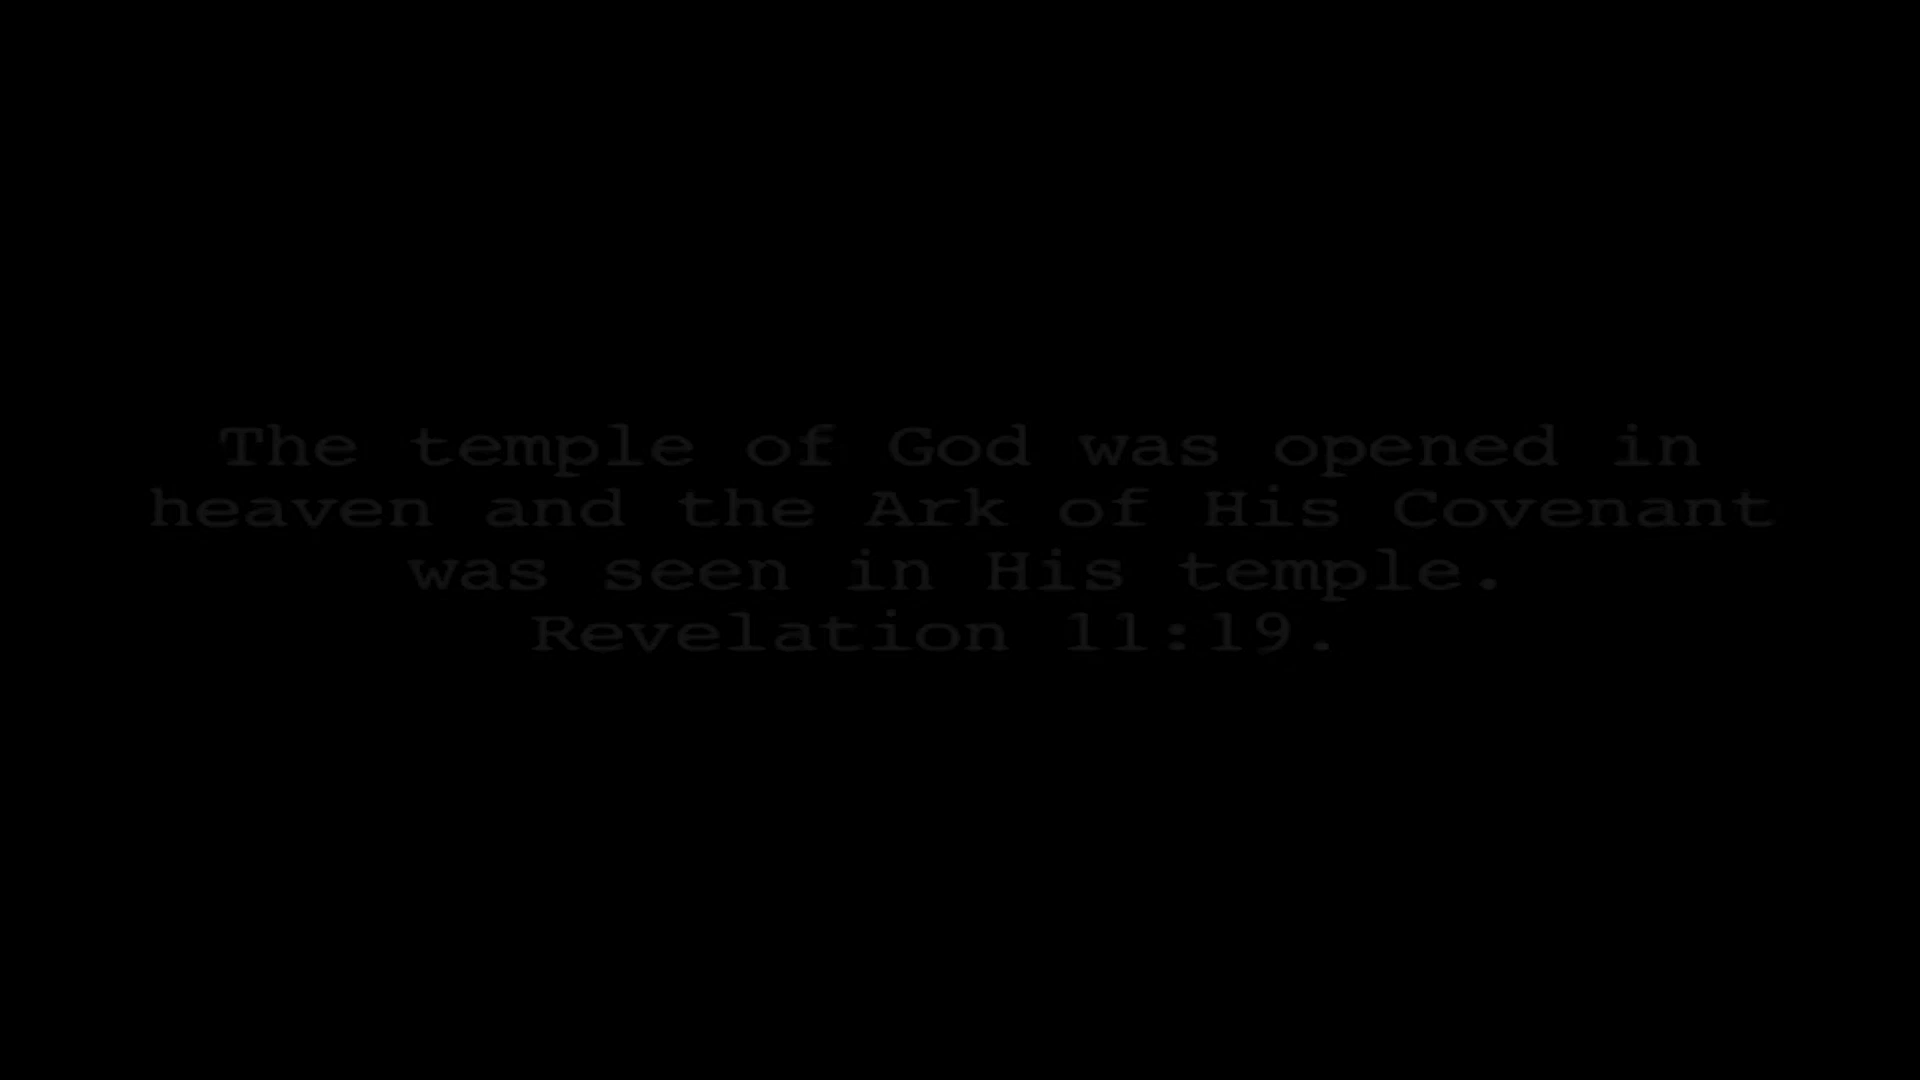 The temple of God was opened in
heaven and the Ark of His Covenant
was seen in His temple.
Revelation 11:19.